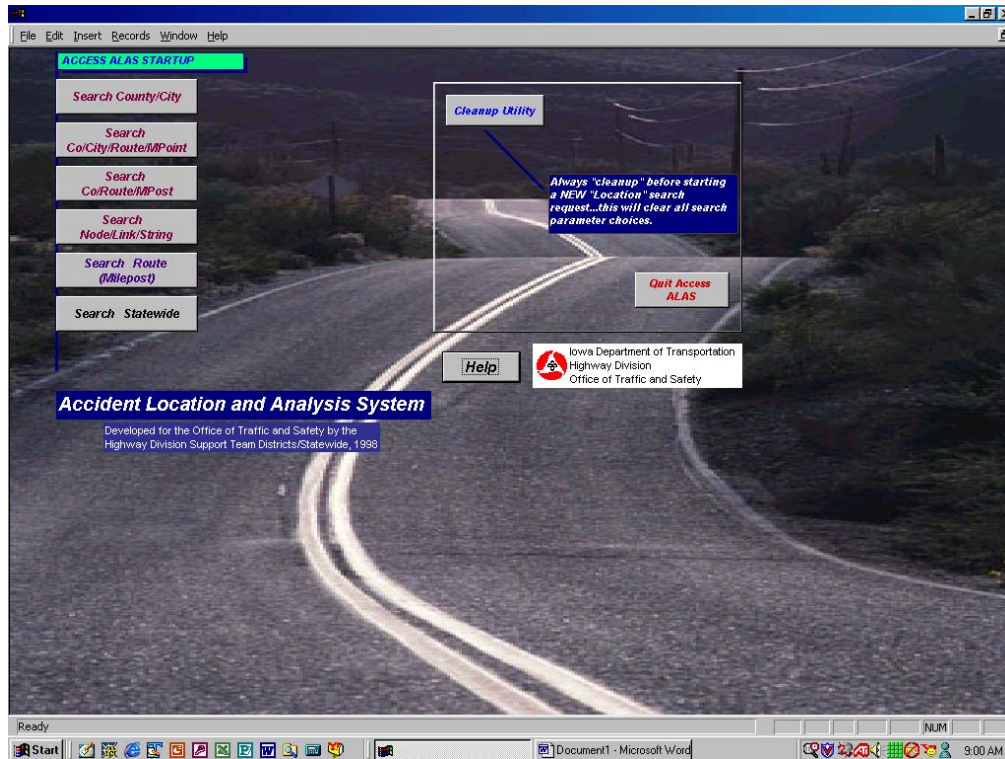 File Edit Insert Records Window Help
ACCESS ALAS STARTUP
Search County/City
Search
Co/City/Route/MPoint
Search
Co/Route/MPost
Search
Node/Link/String
Search Route
(Milepost)
Search Statewide
Cleanup Utility
Always "cleanup" before starting
a NEW "Location" search
request...this will clear all search
parameter choices.
Quit Access
ALAS
Help
Iowa Department of Transportation
Highway Division
Office of Traffic and Safety
Accident Location and Analysis System
Developed for the Office of Traffic and Safety by the
Highway Division Support Team Districts/Statewide, 1998
Ready
NUM
Start
Document1 - Microsoft Word
9:00 AM